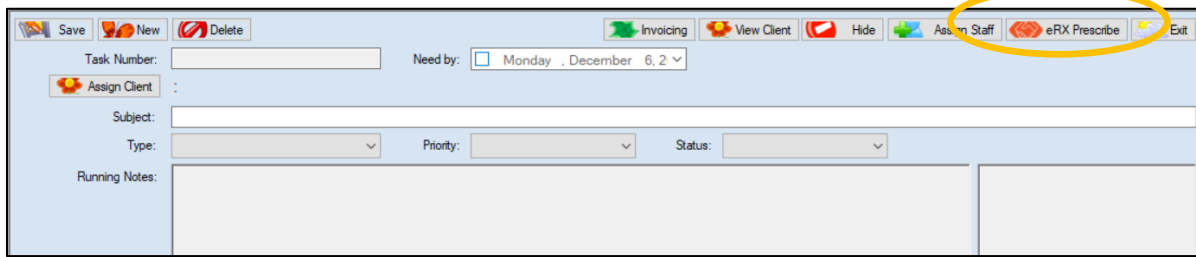 Save New Delete Invoicing View Client Hide Assign Staff eRX Prescribe Exit
Task Number: Need by: Monday , December 6, 2
Assign Client :
Subject:
Type: Priority: Status:
Running Notes: